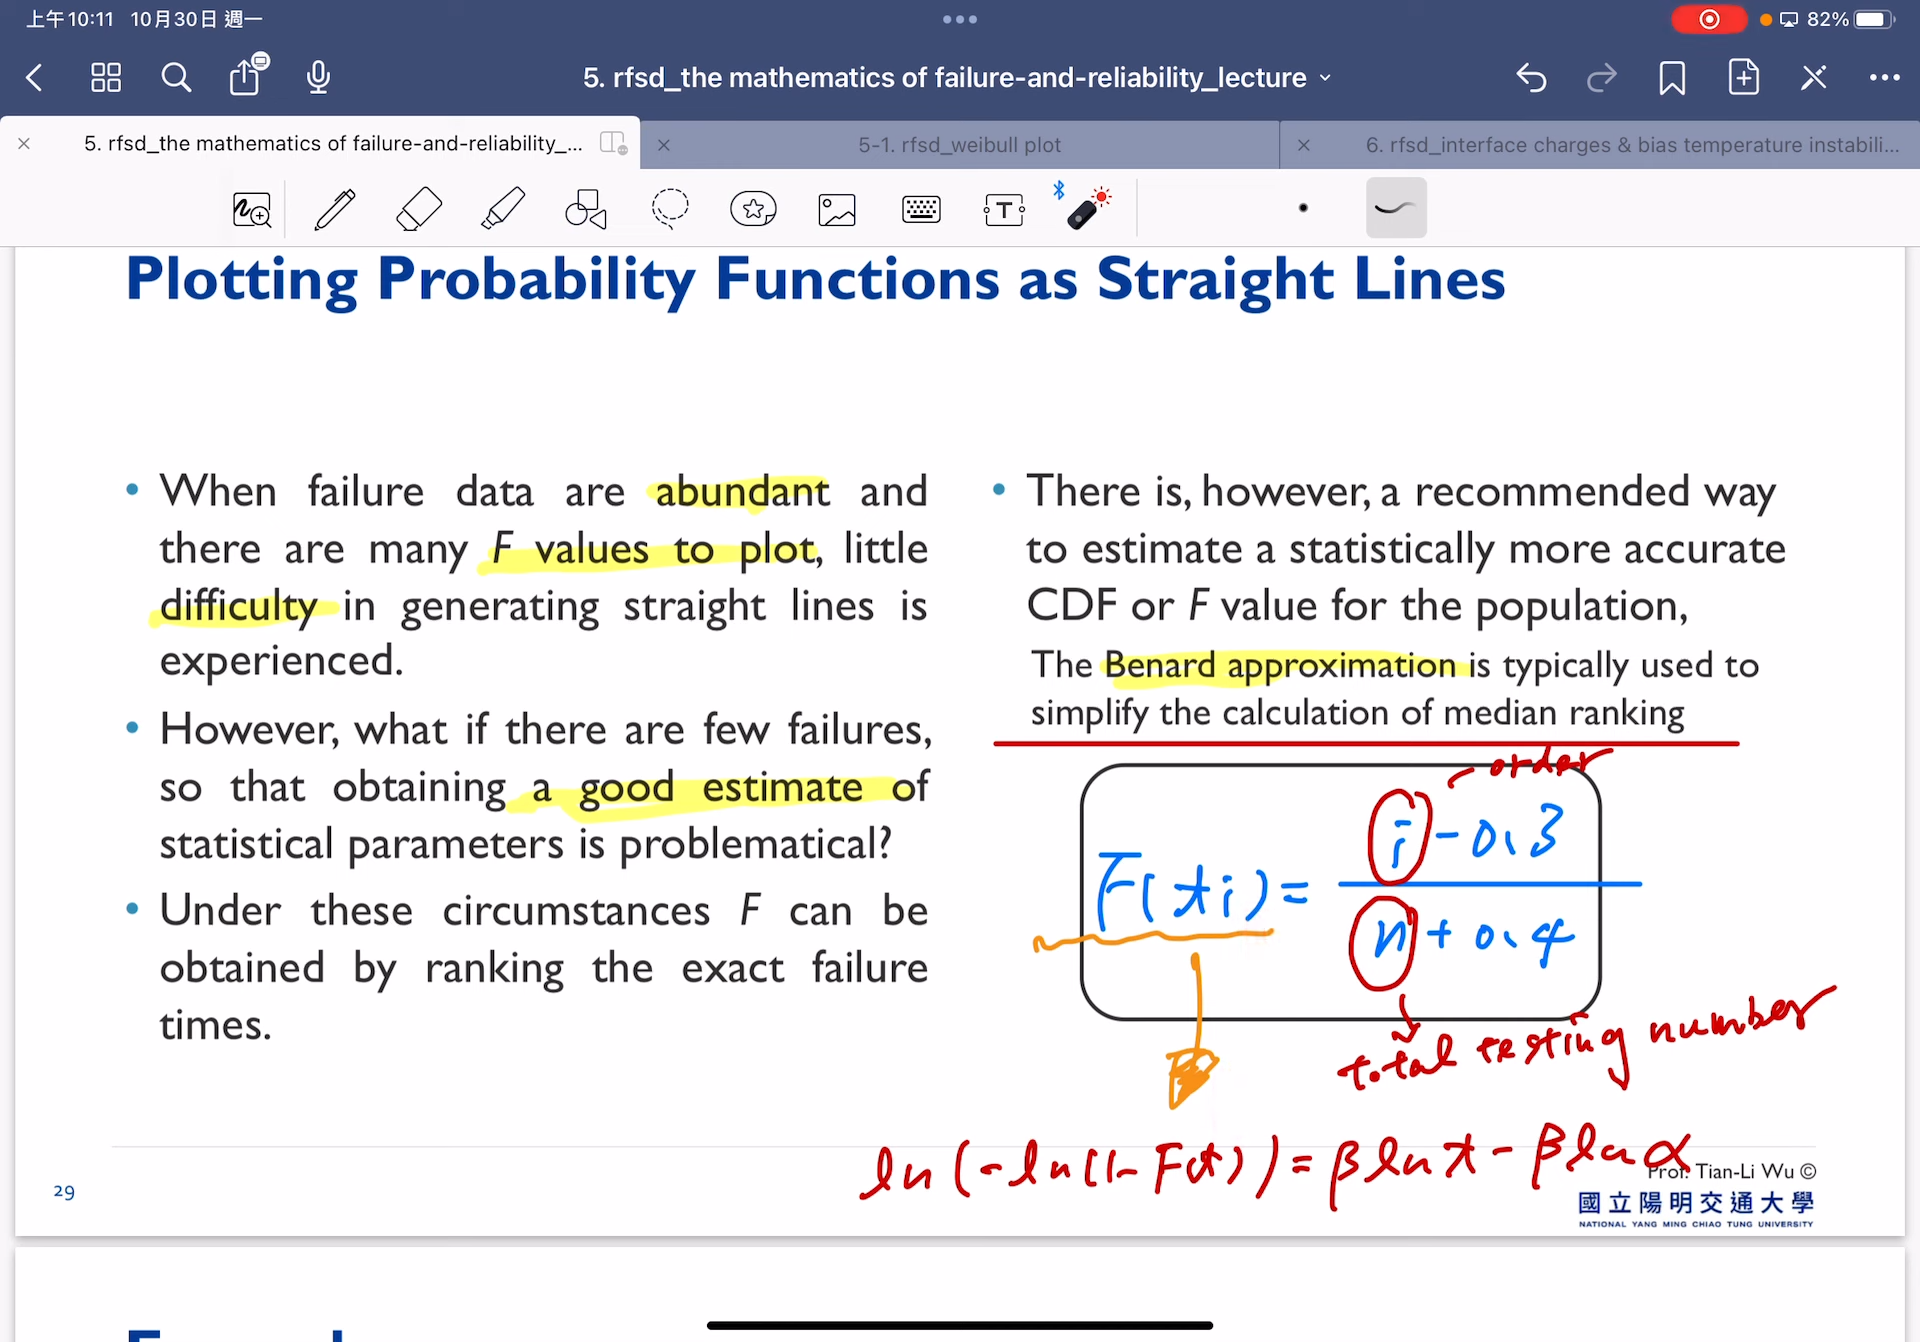 上午10:11 10月30日 週一
82%
5. rfsd_the mathematics of failure-and-reliability_lecture
5. rfsd_the mathematics of failure-and-reliability_...
5-1. rfsd_weibull plot
6. rfsd_interface charges & bias temperature instabili...
Plotting Probability Functions as Straight Lines
• When failure data are abundant and
there are many F values to plot, little
difficulty in generating straight lines is
experienced.
• However, what if there are few failures,
so that obtaining a good estimate of
statistical parameters is problematical?
• Under these circumstances F can be
obtained by ranking the exact failure
times.
• There is, however, a recommended way
to estimate a statistically more accurate
CDF or F value for the population,
The Benard approximation is typically used to
simplify the calculation of median ranking
order
i - 0.3
F(ti) =
n + 0.4
total testing number
ln(-ln(1-F(t))) = βlnt - βlnα
Prof. Tian-Li Wu ©
29
國立陽明交通大學
NATIONAL YANG MING CHIAO TUNG UNIVERSITY